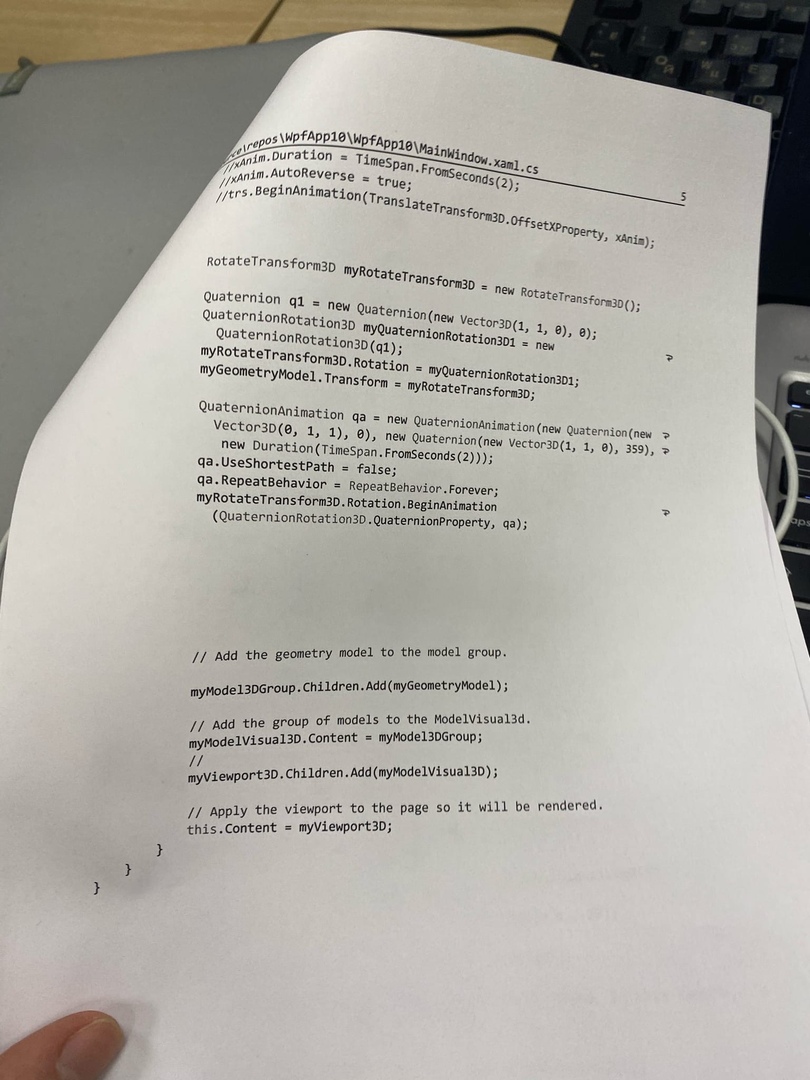 \repos\WpfApp10\WpfApp10\MainWindow.xaml.cs
5
//xAnim.Duration = TimeSpan.FromSeconds(2);
//xAnim.AutoReverse = true;
//trs.BeginAnimation(TranslateTransform3D.OffsetXProperty, xAnim);
RotateTransform3D myRotateTransform3D = new RotateTransform3D();
Quaternion q1 = new Quaternion(new Vector3D(1, 1, 0), 0);
QuaternionRotation3D myQuaternionRotation3D1 = new
QuaternionRotation3D(q1);
myRotateTransform3D.Rotation = myQuaternionRotation3D1;
myGeometryModel.Transform = myRotateTransform3D;
QuaternionAnimation qa = new QuaternionAnimation(new Quaternion(new
Vector3D(0, 1, 1), 0), new Quaternion(new Vector3D(1, 1, 0), 359),
new Duration(TimeSpan.FromSeconds(2)));
qa.UseShortestPath = false;
qa.RepeatBehavior = RepeatBehavior.Forever;
myRotateTransform3D.Rotation.BeginAnimation
(QuaternionRotation3D.QuaternionProperty, qa);
// Add the geometry model to the model group.
myModel3DGroup.Children.Add(myGeometryModel);
// Add the group of models to the ModelVisual3d.
myModelVisual3D.Content = myModel3DGroup;
//
myViewport3D.Children.Add(myModelVisual3D);
// Apply the viewport to the page so it will be rendered.
this.Content = myViewport3D;
}
}
}